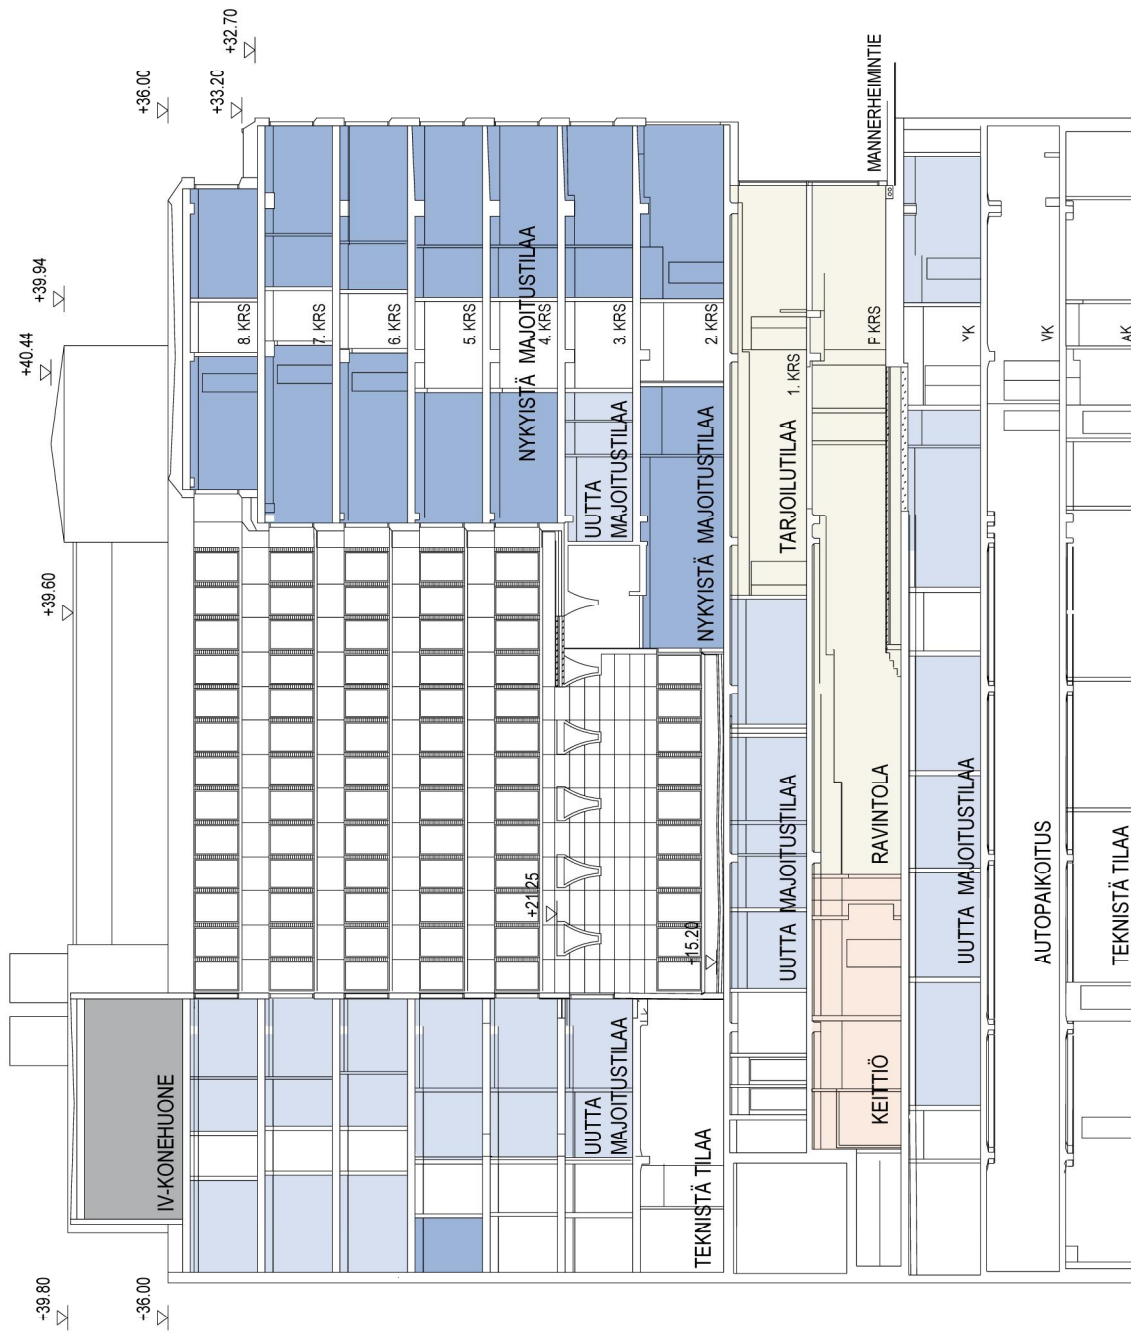 +39.80
+39.60
+40.44
+39.94
+36.00
+36.00
+33.20
+32.70
IV-KONEHUONE
8. KRS
7. KRS
6. KRS
5. KRS
NYKYISTÄ MAJOITUSTILAA
4. KRS
+21.25
UUTTA
MAJOITUSTILAA
UUTTA
MAJOITUSTILAA
3. KRS
TEKNISTÄ TILAA
+15.20
NYKYISTÄ MAJOITUSTILAA
2. KRS
UUTTA MAJOITUSTILAA
TARJOILUTILAA
1. KRS
KEITTIÖ
RAVINTOLA
P KRS
MANNERHEIMINTIE
UUTTA MAJOITUSTILAA
YK
AUTOPAIKOITUS
VK
TEKNISTÄ TILAA
AK